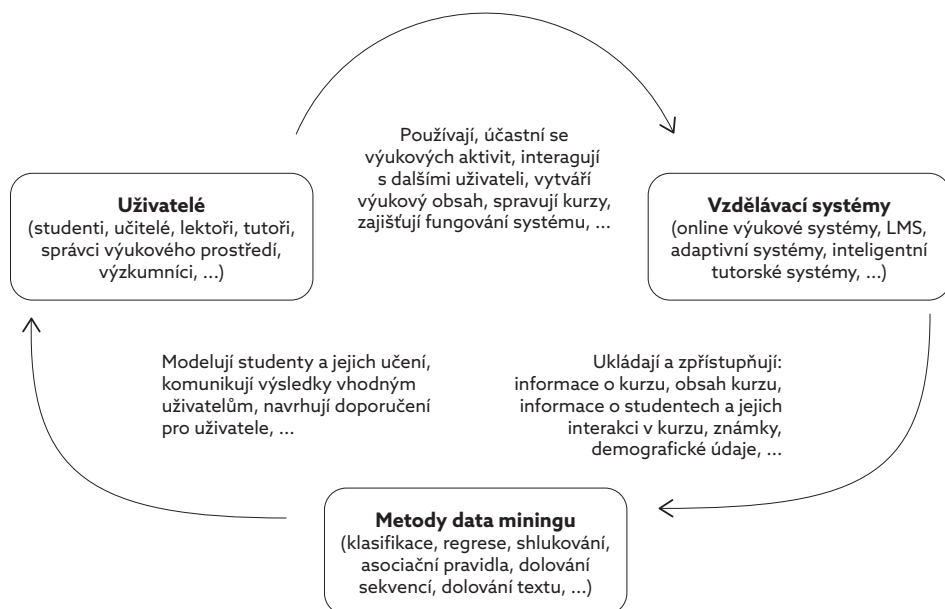 Používají, účastní se
výukových aktivit, interagují
s dalšími uživateli, vytváří
výukový obsah, spravují kurzy,
zajišťují fungování systému, ...
Uživatelé
(studenti, učitelé, lektoři, tutoři,
správci výukového prostředí,
výzkumníci, ...)
Vzdělávací systémy
(online výukové systémy, LMS,
adaptivní systémy, inteligentní
tutorské systémy, ...)
Modelují studenty a jejich učení,
komunikují výsledky vhodným
uživatelům, navrhují doporučení
pro uživatele, ...
Ukládají a zpřístupňují:
informace o kurzu, obsah kurzu,
informace o studentech a jejich
interakci v kurzu, známky,
demografické údaje, ...
Metody data miningu
(klasifikace, regrese, shlukování,
asociační pravidla, dolování
sekvencí, dolování textu, ...)